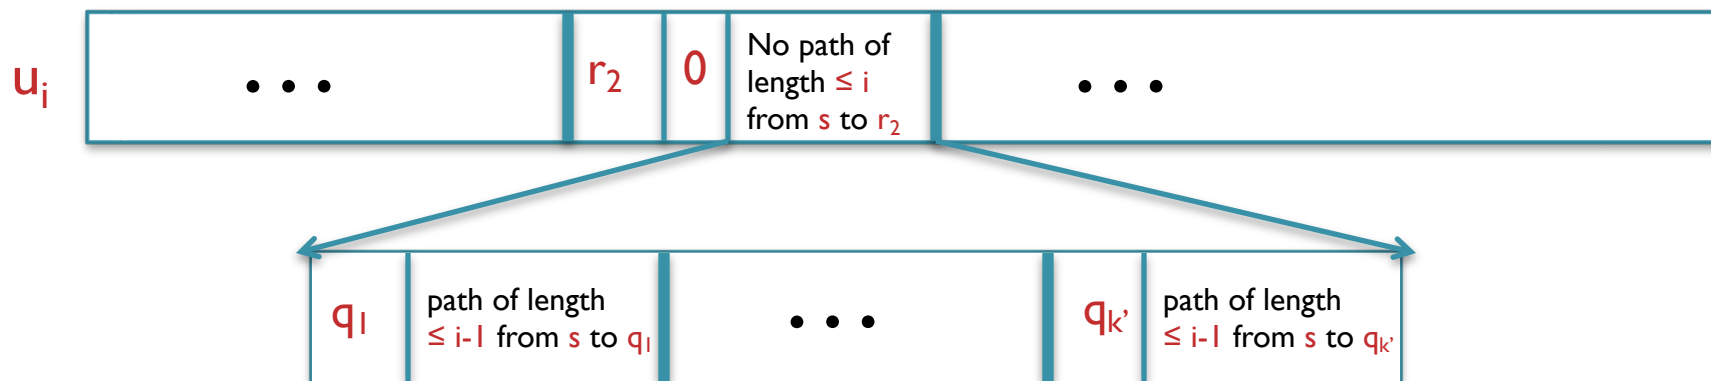 uᵢ
• • •
r₂
0
No path of
length ≤ i
from s to r₂
• • •
q₁
path of length
≤ i-1 from s to q₁
• • •
qₖ’
path of length
≤ i-1 from s to qₖ’